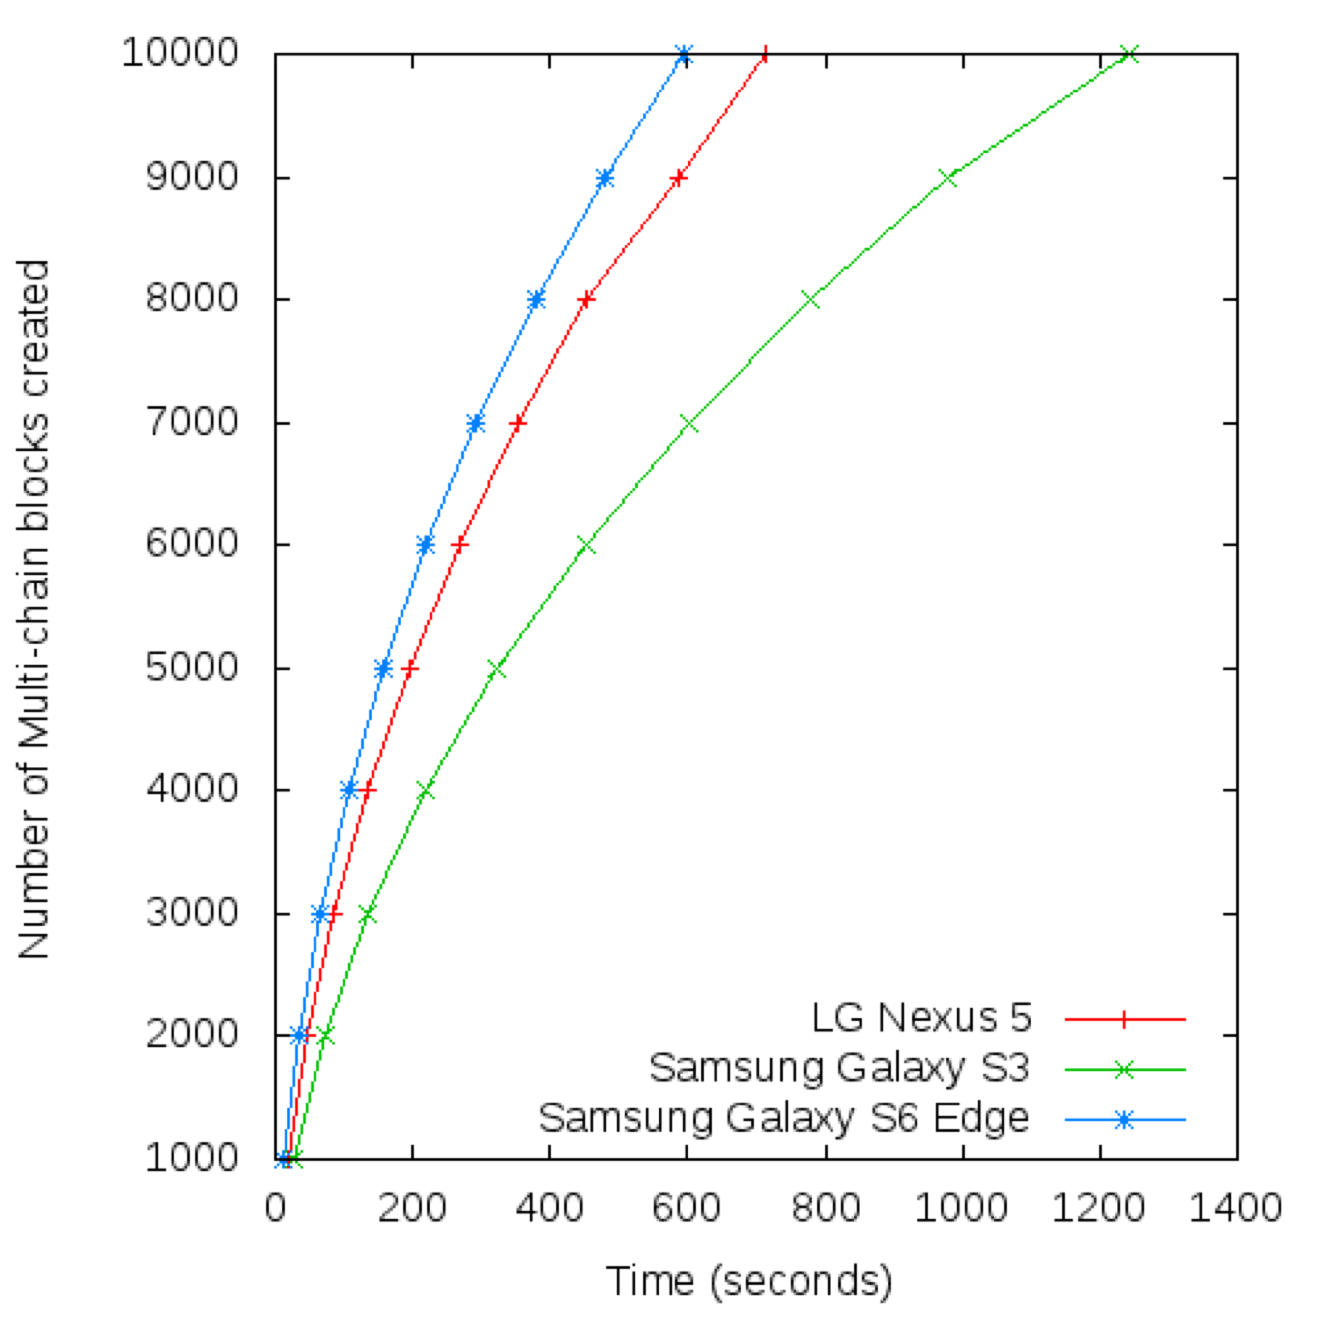 10000
9000
8000
7000
6000
5000
4000
3000
2000
1000
Number of Multi-chain blocks created
LG Nexus 5
Samsung Galaxy S3
Samsung Galaxy S6 Edge
0 200 400 600 800 1000 1200 1400
Time (seconds)